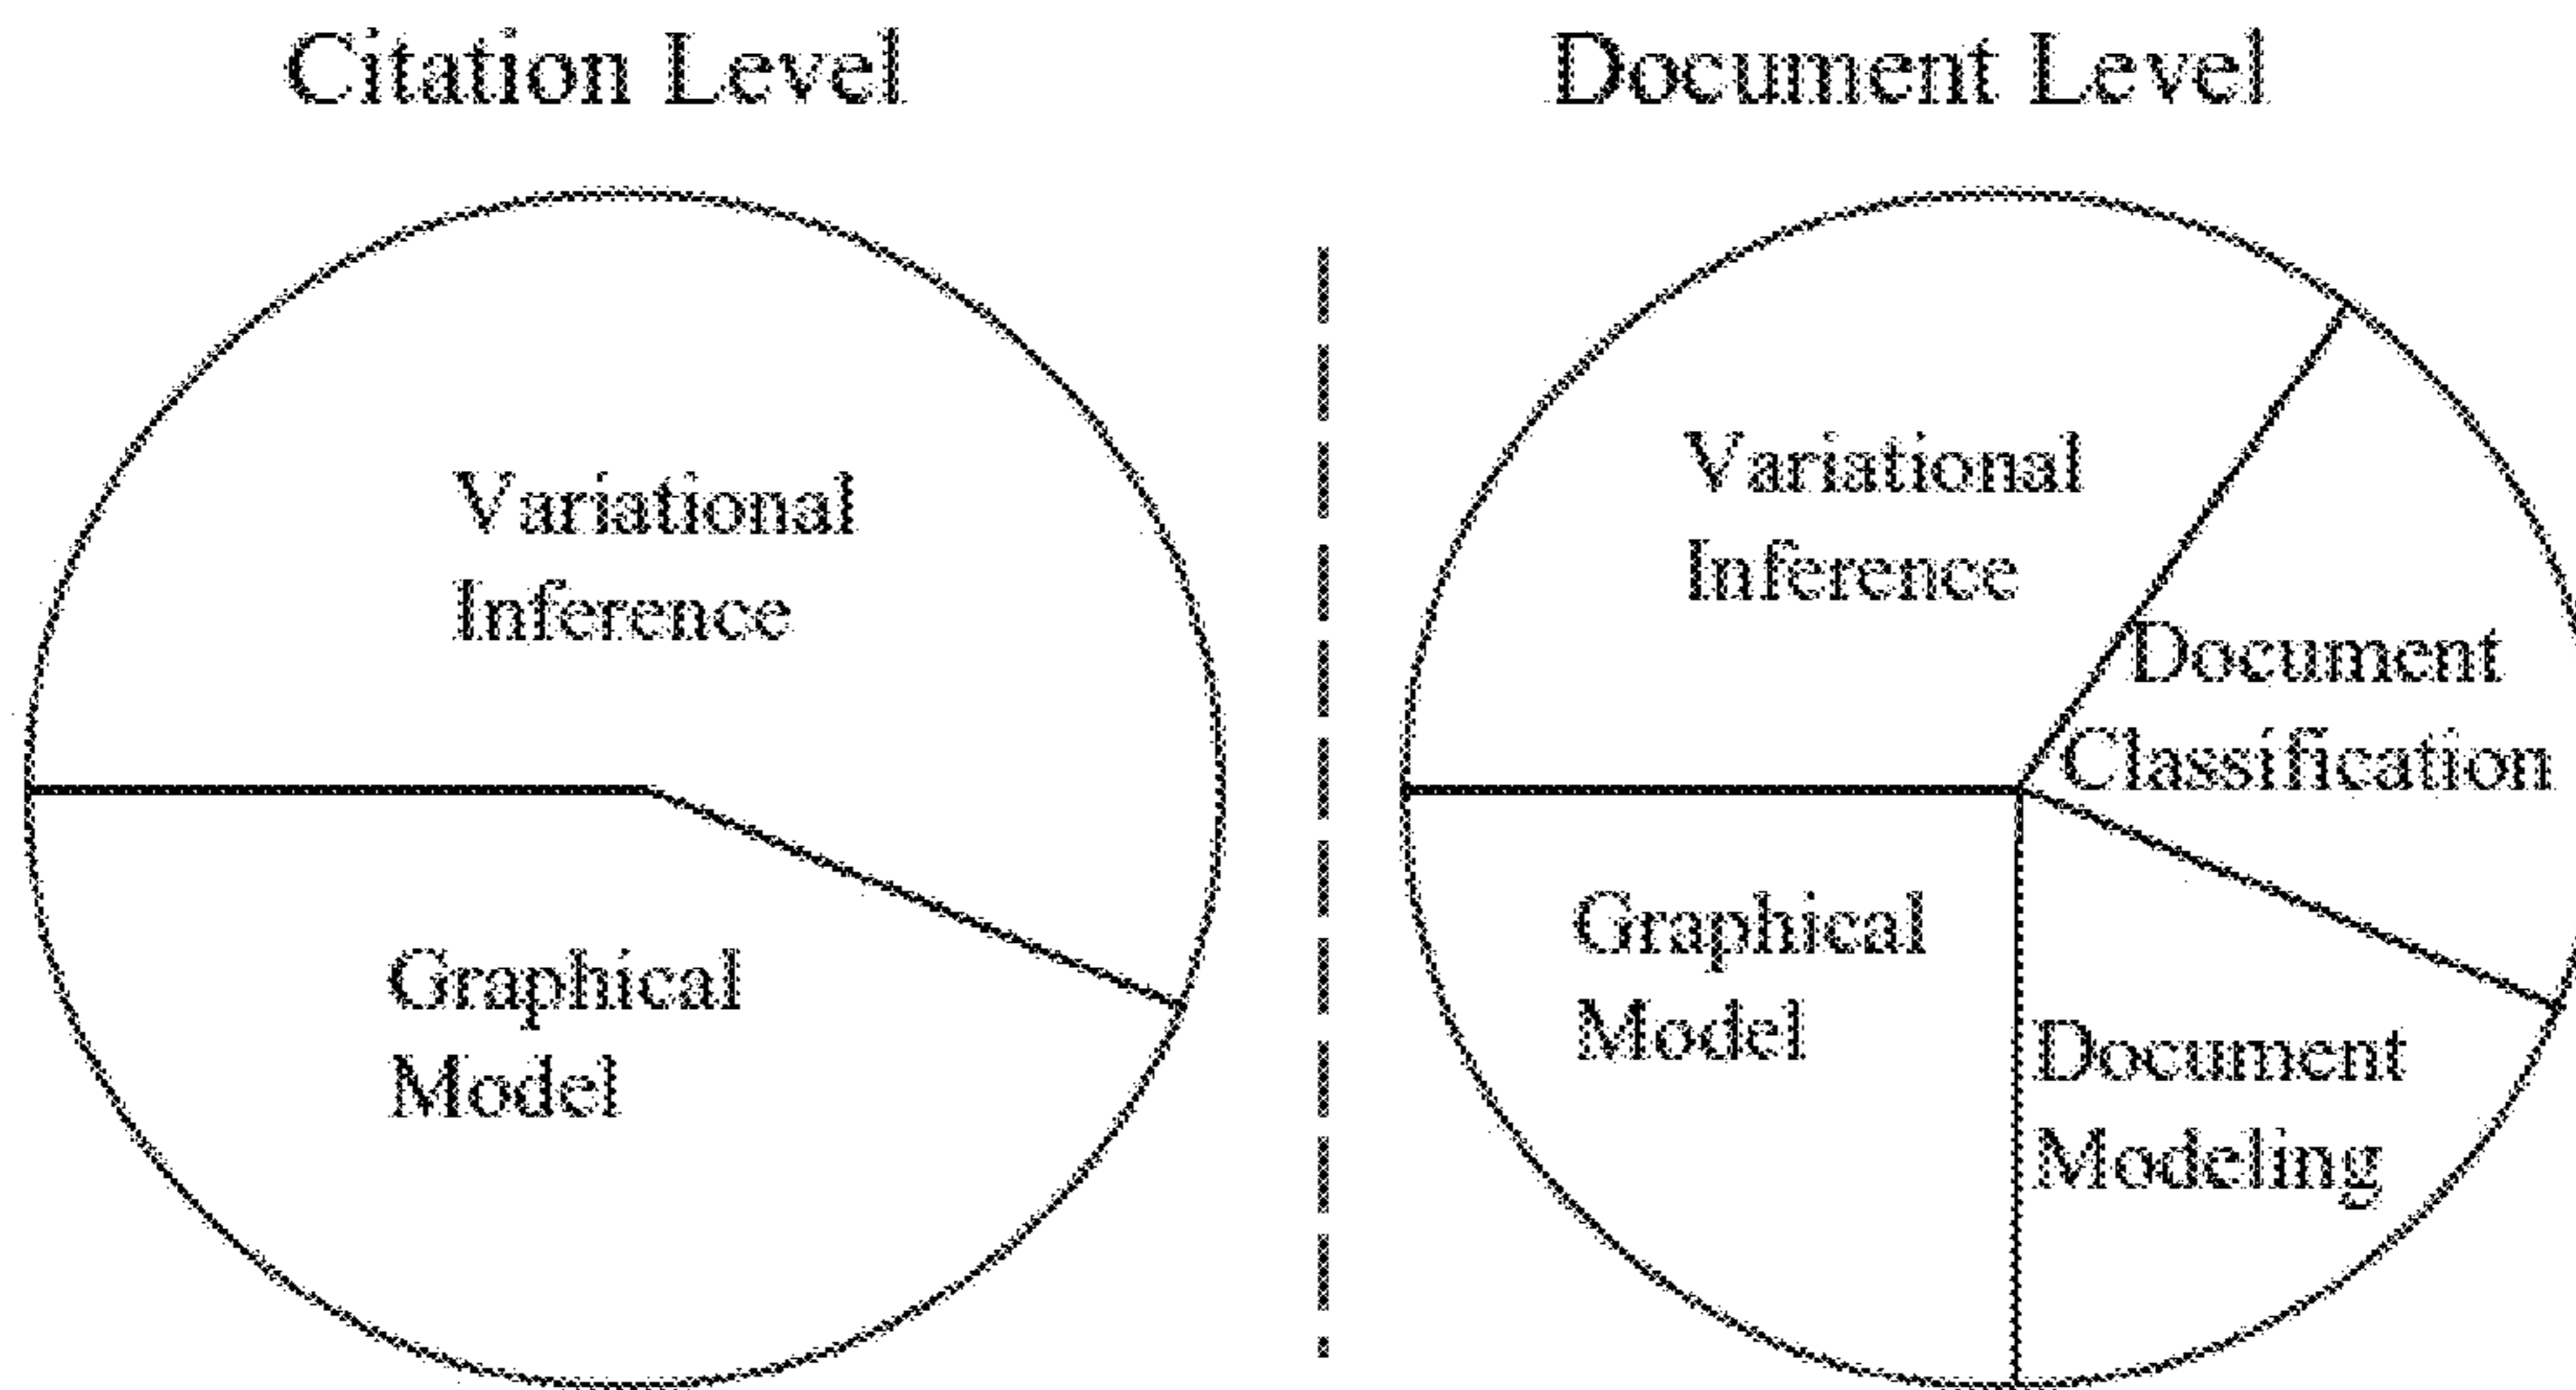 Citation Level
Variational
Inference
Graphical
Model
Document Level
Variational
Inference
Document
Classification
Graphical
Model
Document
Modeling